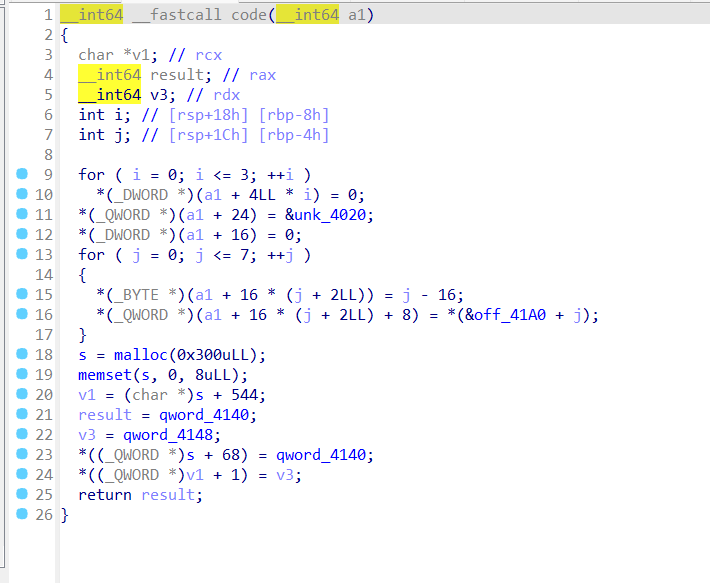 1 __int64 __fastcall code(__int64 a1)
2 {
3   char *v1; // rcx
4   __int64 result; // rax
5   __int64 v3; // rdx
6   int i; // [rsp+18h] [rbp-8h]
7   int j; // [rsp+1Ch] [rbp-4h]
8
9   for ( i = 0; i <= 3; ++i )
10     *(_DWORD *)(a1 + 4LL * i) = 0;
11   *(_QWORD *)(a1 + 24) = &unk_4020;
12   *(_DWORD *)(a1 + 16) = 0;
13   for ( j = 0; j <= 7; ++j )
14   {
15     *(_BYTE *)(a1 + 16 * (j + 2LL)) = j - 16;
16     *(_QWORD *)(a1 + 16 * (j + 2LL) + 8) = *(&off_41A0 + j);
17   }
18   s = malloc(0x300uLL);
19   memset(s, 0, 8uLL);
20   v1 = (char *)s + 544;
21   result = qword_4140;
22   v3 = qword_4148;
23   *((_QWORD *)s + 68) = qword_4140;
24   *((_QWORD *)v1 + 1) = v3;
25   return result;
26 }